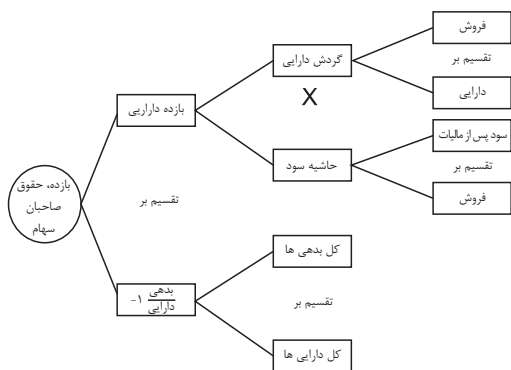 فروش
تقسیم بر
دارایی
گردش دارایی
X
بازده داراریی
سود پس از مالیات
تقسیم بر
فروش
حاشیه سود
بازده، حقوق
صاحبان
سهام
تقسیم بر
کل بدهی ها
تقسیم بر
کل دارایی ها
۱- بدهی
دارایی